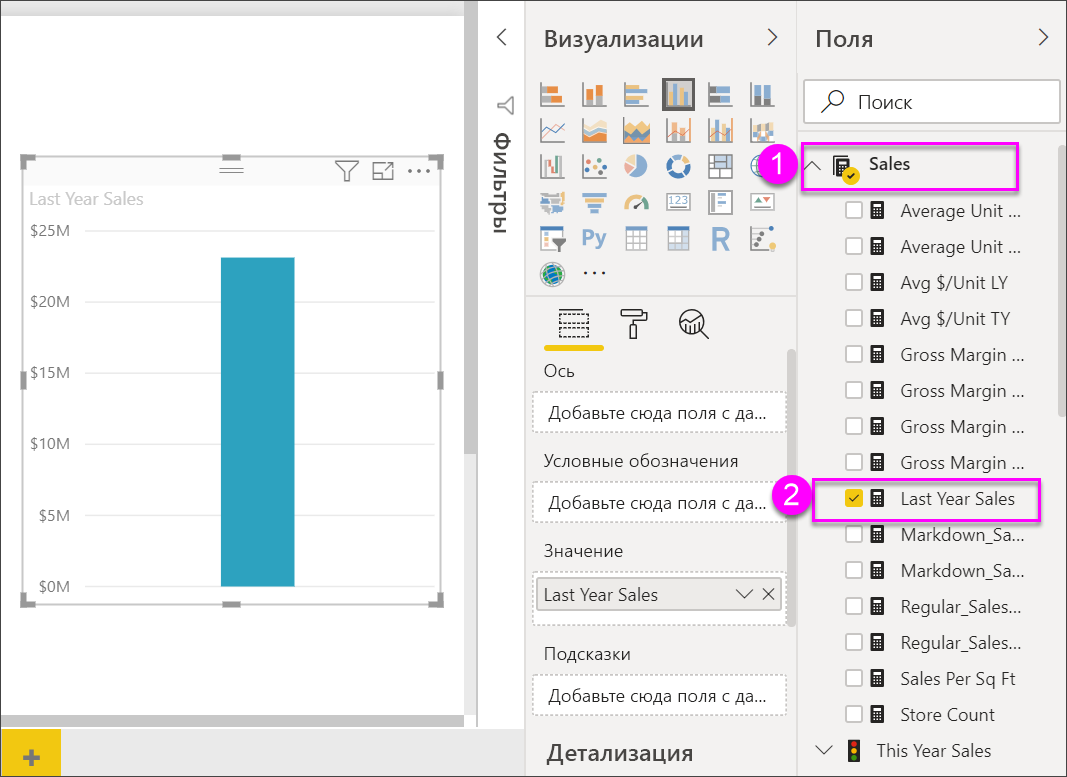 Last Year Sales
$25M
$20M
$15M
$10M
$5M
$0M
+
Фильтры
Визуализации
123
Py
R
Ось
Добавьте сюда поля с да...
Условные обозначения
Добавьте сюда поля с да...
Значение
Last Year Sales
Подсказки
Добавьте сюда поля с да...
Детализация
Поля
Поиск
1
Sales
Average Unit ...
Average Unit ...
Avg $/Unit LY
Avg $/Unit TY
Gross Margin ...
Gross Margin ...
Gross Margin ...
Gross Margin ...
2
Last Year Sales
Markdown_Sa...
Markdown_Sa...
Regular_Sales...
Regular_Sales...
Sales Per Sq Ft
Store Count
This Year Sales